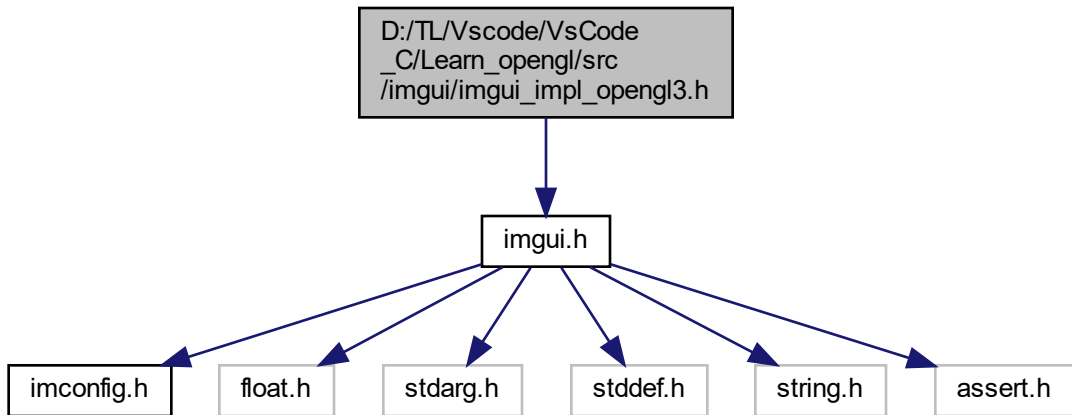 D:/TL/Vscode/VsCode
_C/Learn_opengl/src
/imgui/imgui_impl_opengl3.h
imgui.h
imconfig.h
float.h
stdarg.h
stddef.h
string.h
assert.h